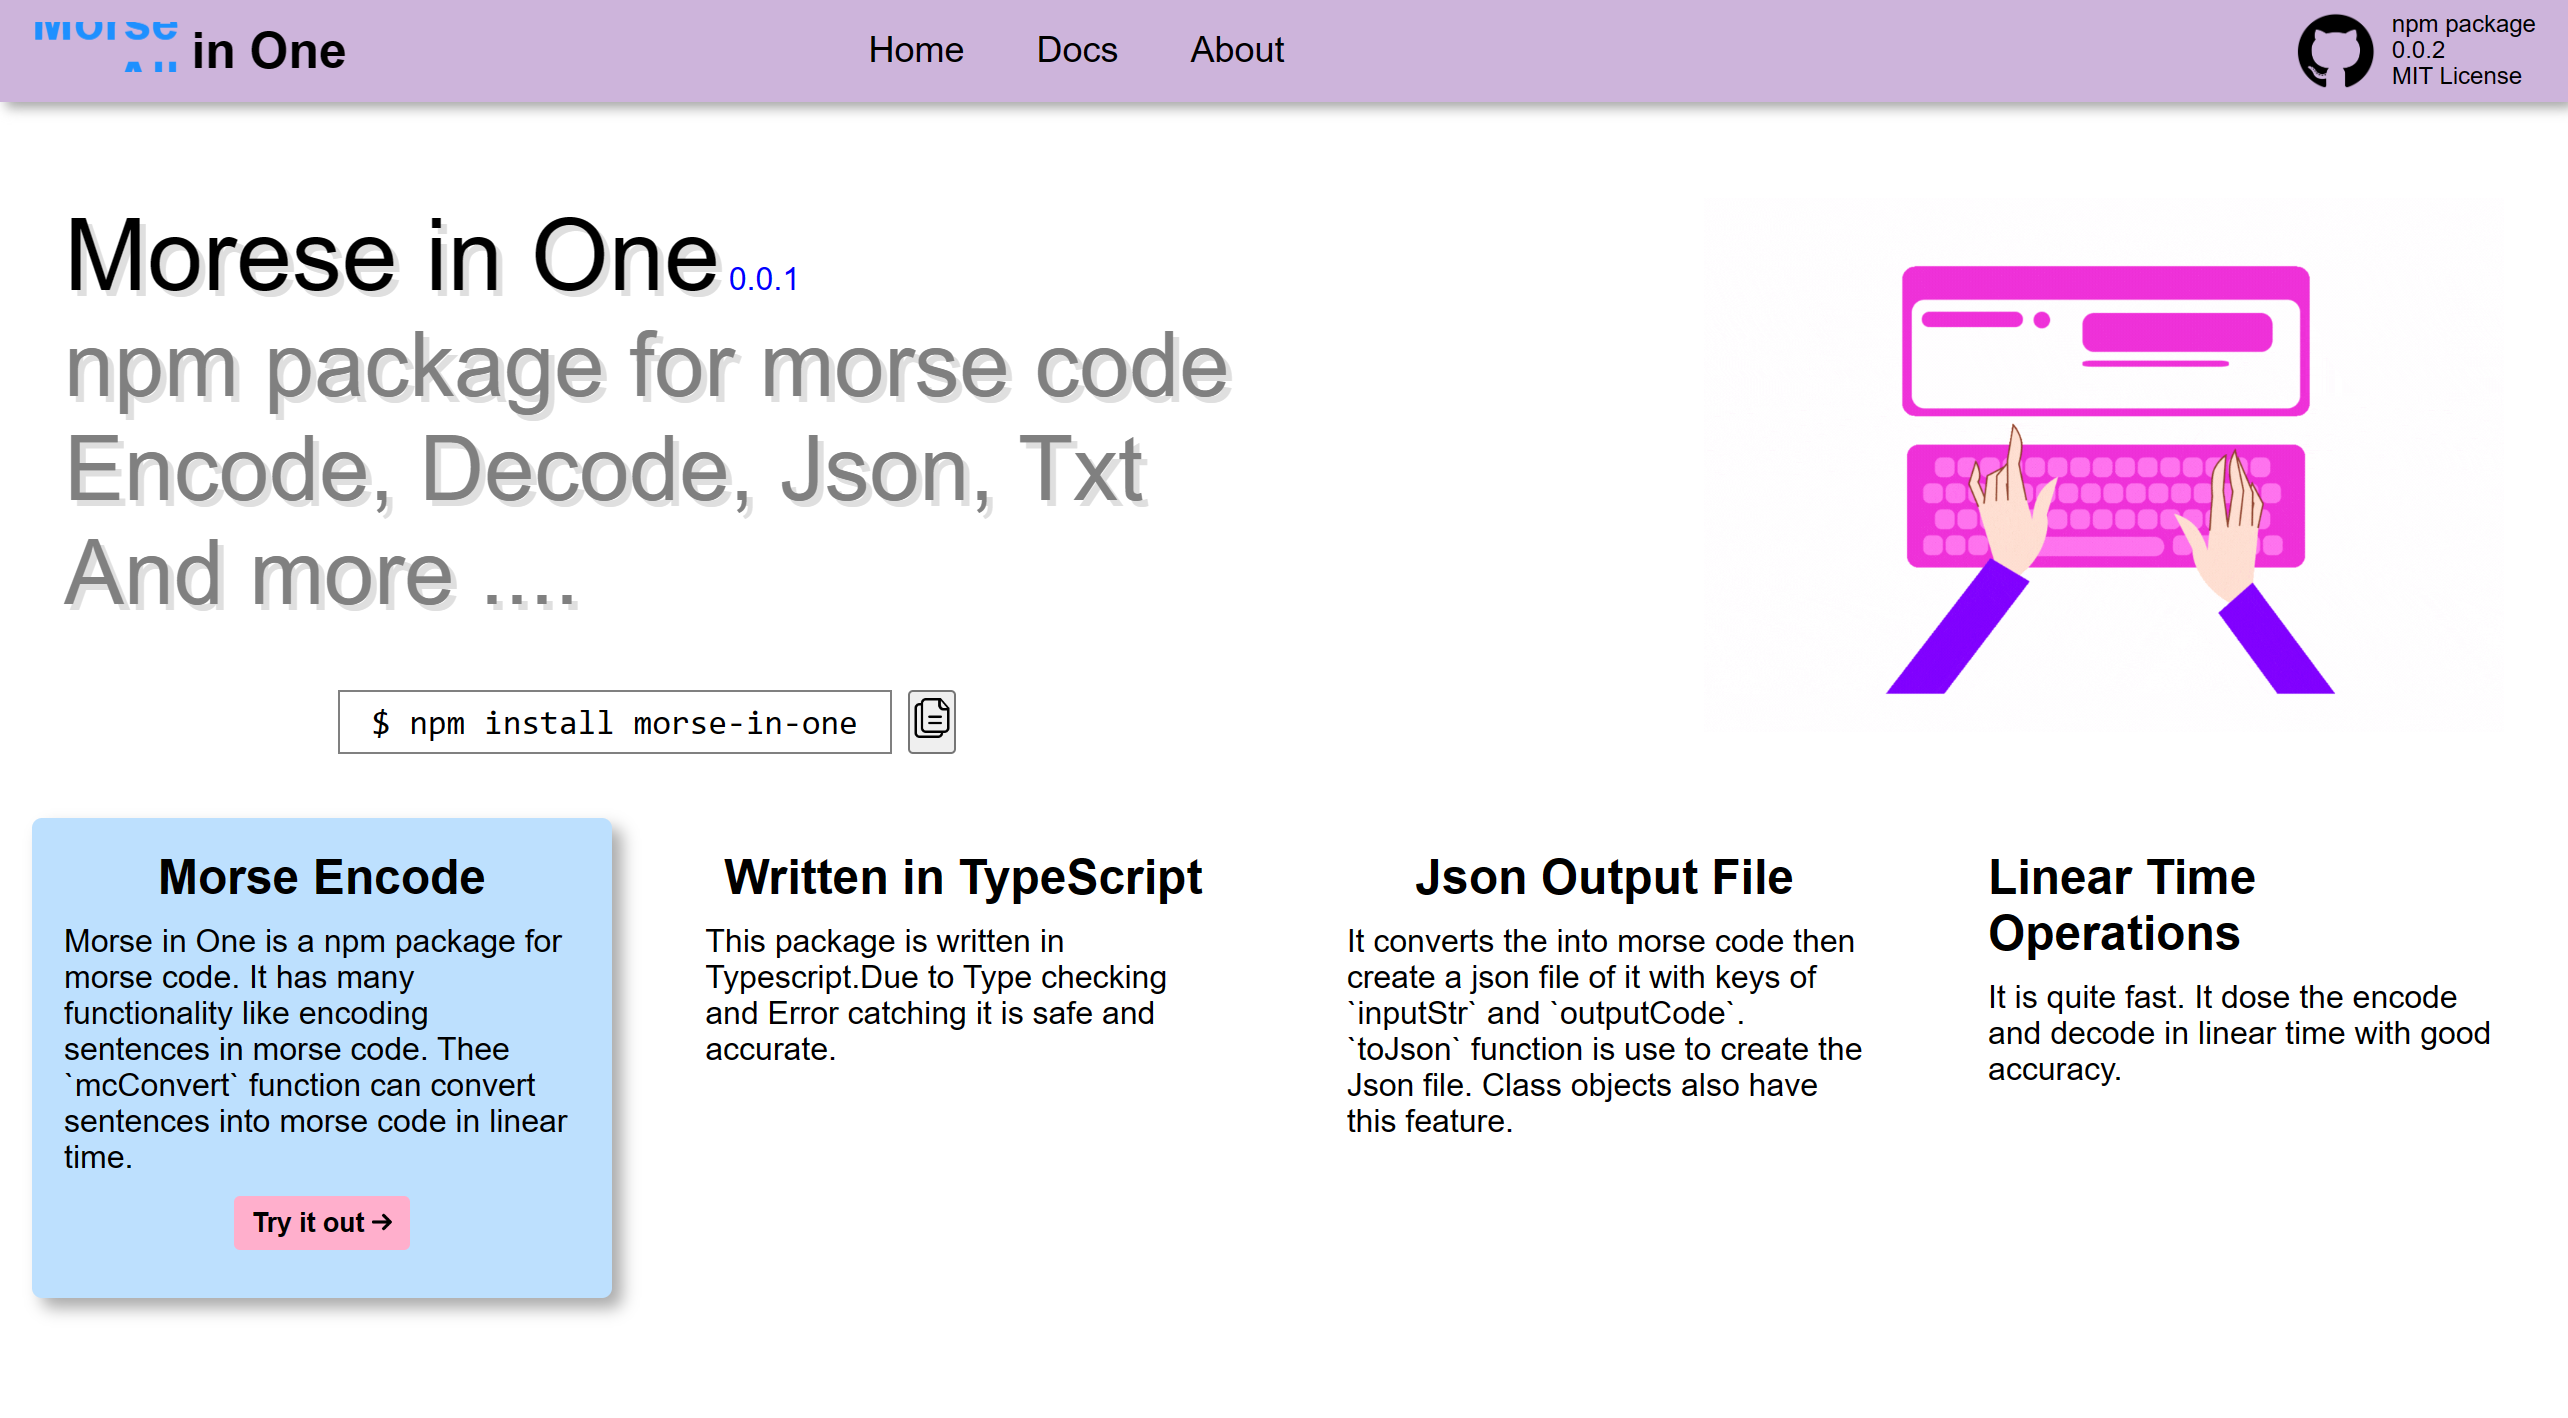 Morse
All
in One
Home Docs About
npm package
0.0.2
MIT License
Morese in One 0.0.1
npm package for morse code
Encode, Decode, Json, Txt
And more ....
$ npm install morse-in-one
Morse Encode
Morse in One is a npm package for
morse code. It has many
functionality like encoding
sentences in morse code. Thee
`mcConvert` function can convert
sentences into morse code in linear
time.
Try it out →
Written in TypeScript
This package is written in
Typescript.Due to Type checking
and Error catching it is safe and
accurate.
Json Output File
It converts the into morse code then
create a json file of it with keys of
`inputStr` and `outputCode`.
`toJson` function is use to create the
Json file. Class objects also have
this feature.
Linear Time
Operations
It is quite fast. It dose the encode
and decode in linear time with good
accuracy.